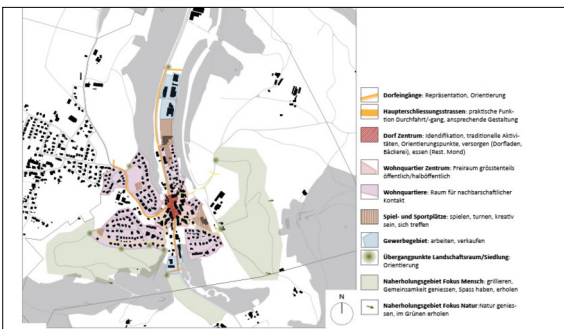 Dorfeingänge: Repräsentation, Orientierung
Haupterschliessungsstrassen: praktische Funk-
tion Durchfahrt/-gang, ansprechende Gestaltung
Dorf Zentrum: Identifikation, traditionelle Aktivi-
täten, Orientierungspunkte, versorgen (Dorfladen,
Bäckerei), essen (Rest. Mond)
Wohnquartier Zentrum: Freiraum grösstenteils
öffentlich/halböffentlich
Wohnquartiere: Raum für nachbarschaftlicher
Kontakt
Spiel- und Sportplätze: spielen, turnen, kreativ
sein, sich treffen
Gewerbegebiet: arbeiten, verkaufen
Übergangpunkte Landschaftsraum/Siedlung:
Orientierung
Naherholungsgebiet Fokus Mensch: grillieren,
Gemeinsamkeit geniessen, Spass haben, erholen
N
Naherholungsgebiet Fokus Natur:Natur genies-
sen, im Grünen erholen